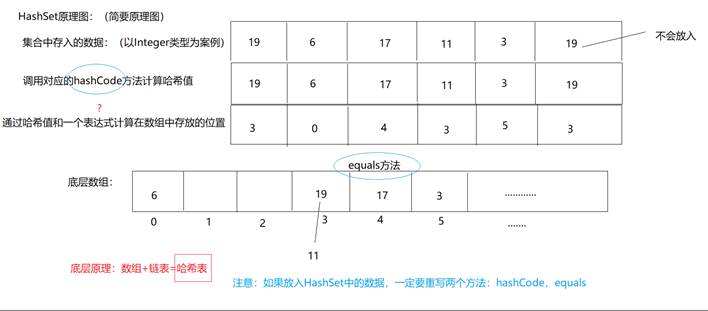 HashSet原理图：（简要原理图）
集合中存入的数据：（以Integer类型为案例） 19 6 17 11 3 19 不会放入
调用对应的hashCode方法计算哈希值 19 6 17 11 3 19
?
通过哈希值和一个表达式计算在数组中存放的位置 3 0 4 3 5 3
equals方法
底层数组： 6 19 17 3 ............
0 1 2 3 4 5 .......
11
底层原理：数组+链表=哈希表
注意：如果放入HashSet中的数据，一定要重写两个方法：hashCode，equals